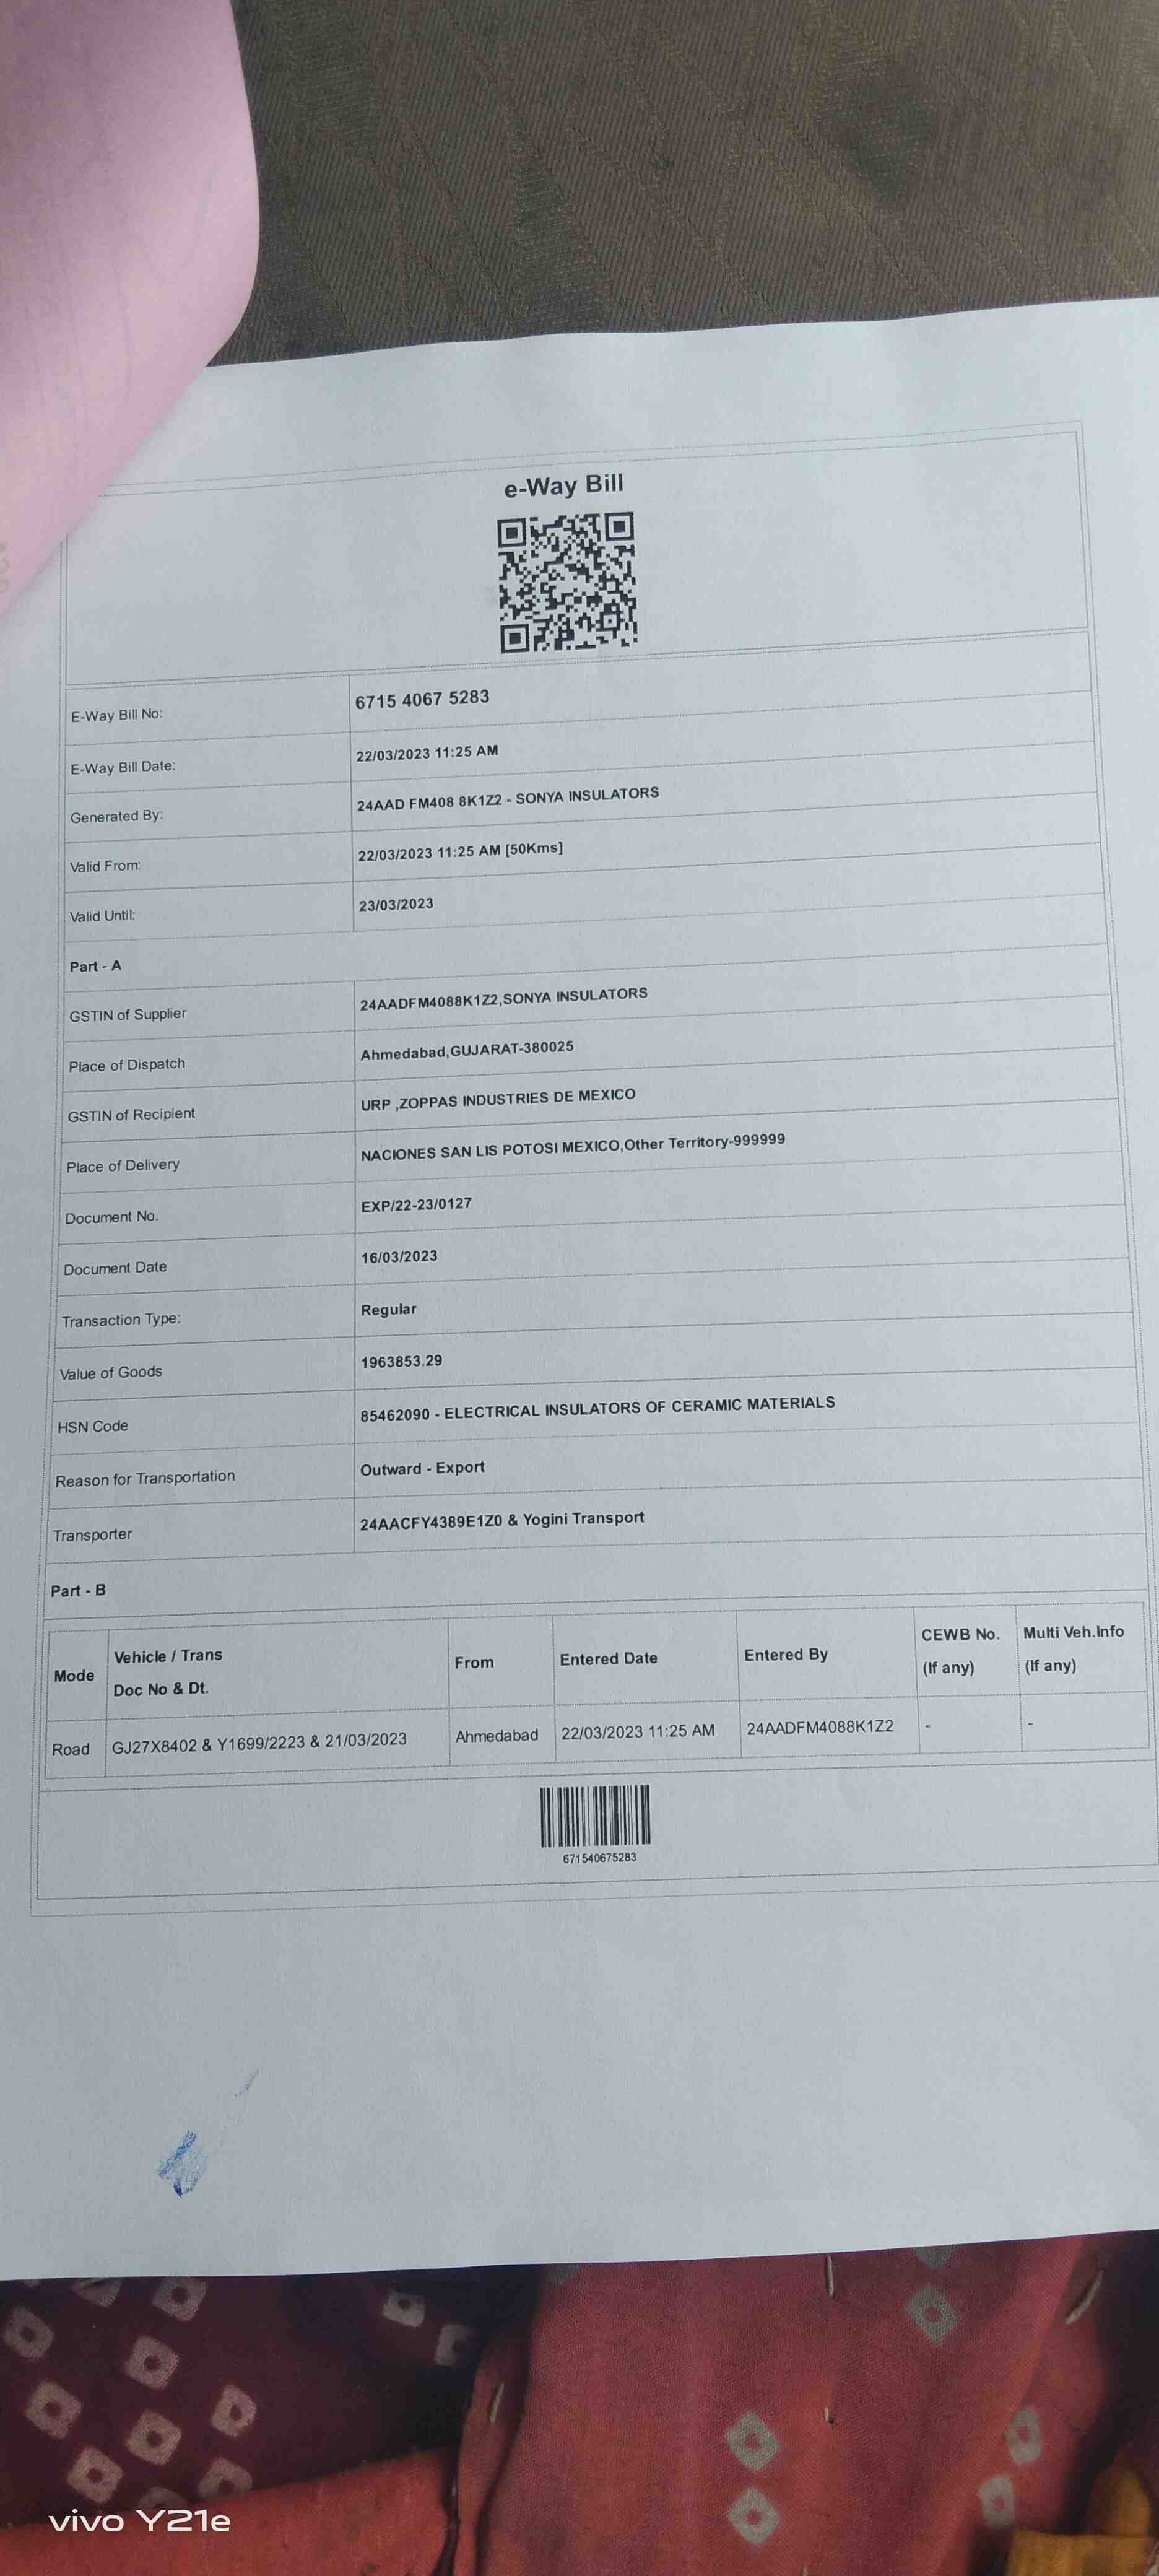 e-Way Bill
E-Way Bill No: 6715 4067 5283
E-Way Bill Date: 22/03/2023 11:25 AM
Generated By: 24AAD FM408 8K1Z2 - SONYA INSULATORS
Valid From: 22/03/2023 11:25 AM [50Kms]
Valid Until: 23/03/2023
Part - A
GSTIN of Supplier 24AADFM4088K1Z2,SONYA INSULATORS
Place of Dispatch Ahmedabad,GUJARAT-380025
GSTIN of Recipient URP ,ZOPPAS INDUSTRIES DE MEXICO
Place of Delivery NACIONES SAN LIS POTOSI MEXICO,Other Territory-999999
Document No. EXP/22-23/0127
Document Date 16/03/2023
Transaction Type: Regular
Value of Goods 1963853.29
HSN Code 85462090 - ELECTRICAL INSULATORS OF CERAMIC MATERIALS
Reason for Transportation Outward - Export
Transporter 24AACFY4389E1Z0 & Yogini Transport
Part - B
Mode Vehicle / Trans Doc No & Dt. From Entered Date Entered By CEWB No. (If any) Multi Veh.Info (If any)
Road GJ27X8402 & Y1699/2223 & 21/03/2023 Ahmedabad 22/03/2023 11:25 AM 24AADFM4088K1Z2 - -
671540675283
vivo Y21e